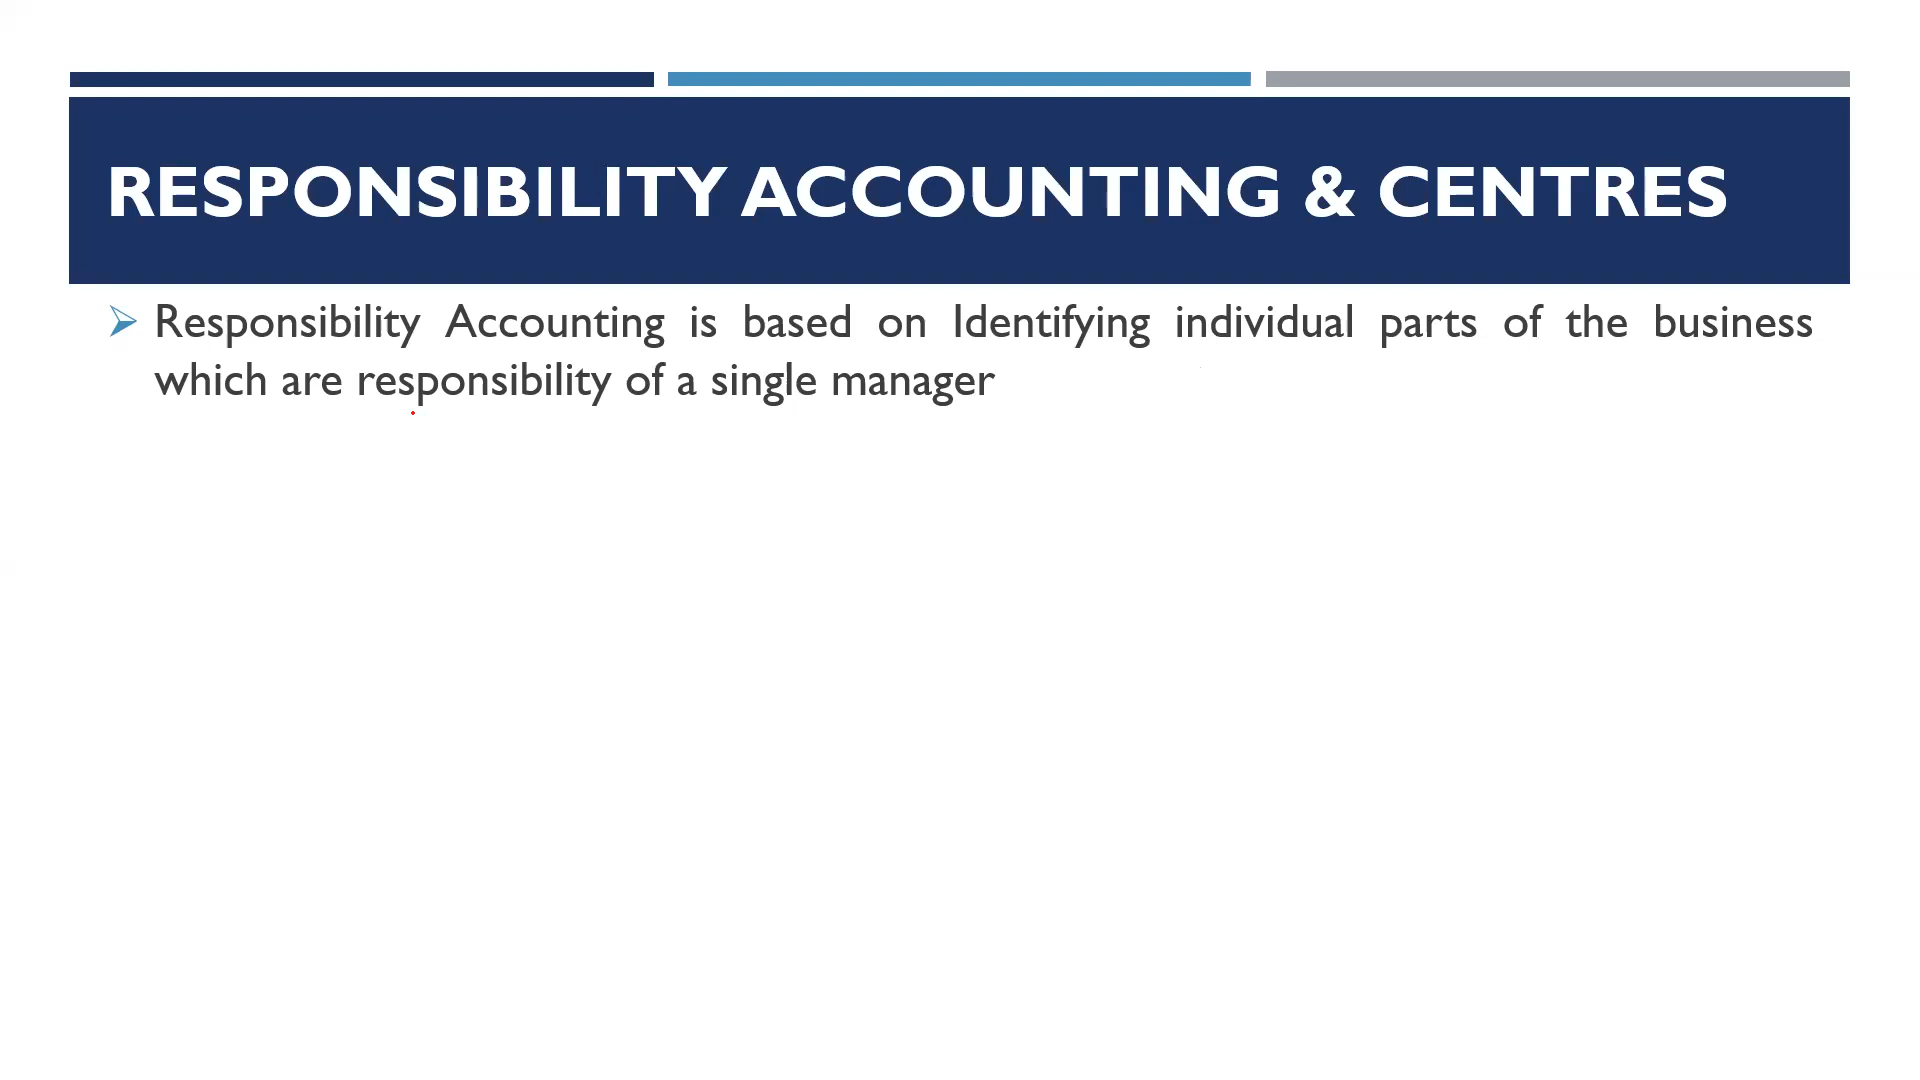 RESPONSIBILITY ACCOUNTING & CENTRES
Responsibility Accounting is based on Identifying individual parts of the business
which are responsibility of a single manager